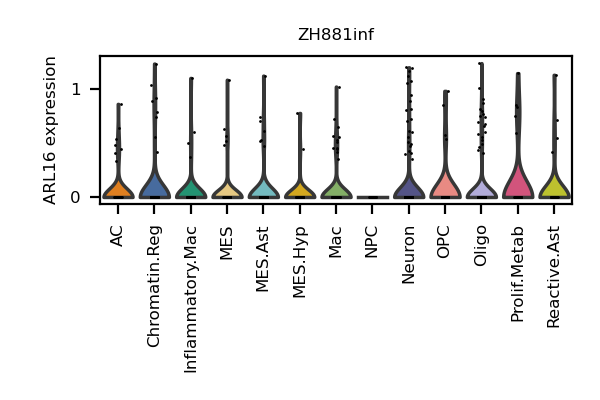 ZH881inf
ARL16 expression
1
0
AC
Chromatin.Reg
Inflammatory.Mac
MES
MES.Ast
MES.Hyp
Mac
NPC
Neuron
OPC
Oligo
Prolif.Metab
Reactive.Ast